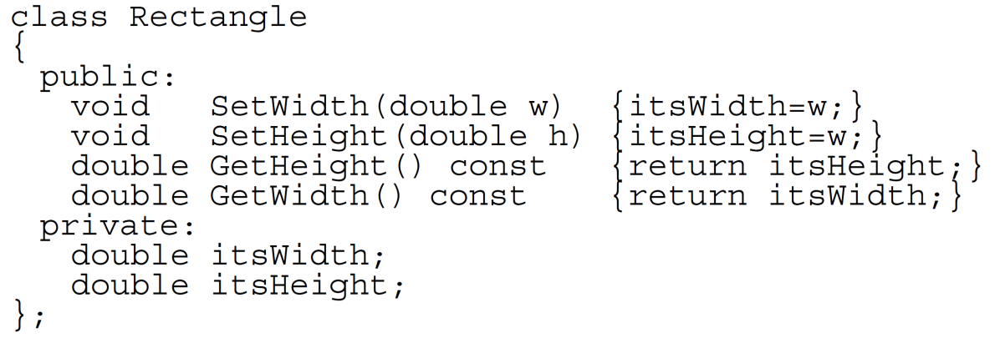 class Rectangle
{
  public:
    void   SetWidth(double w)  {itsWidth=w;}
    void   SetHeight(double h) {itsHeight=w;}
    double GetHeight() const   {return itsHeight;}
    double GetWidth() const    {return itsWidth;}
  private:
    double itsWidth;
    double itsHeight;
};